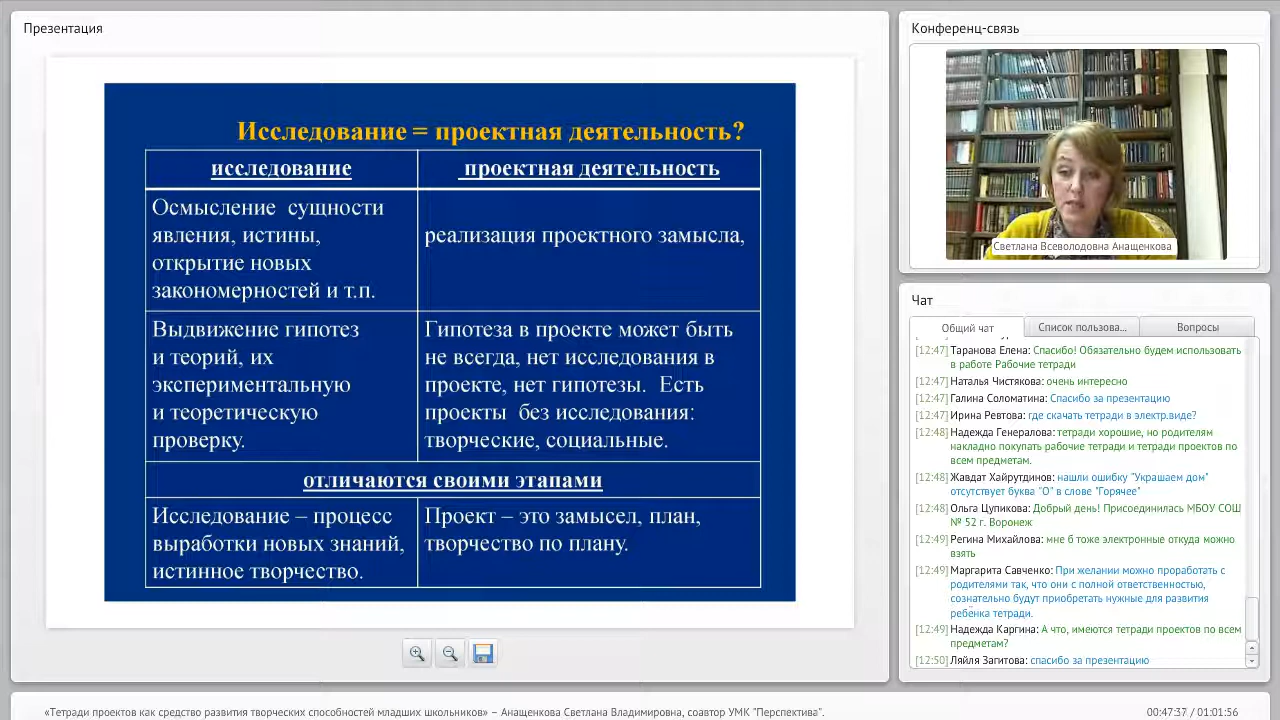 Презентация
Исследование = проектная деятельность?
исследование
проектная деятельность
Осмысление сущности
явления, истины,
открытие новых
закономерностей и т.п.
реализация проектного замысла,
Выдвижение гипотез
и теорий, их
экспериментальную
и теоретическую
проверку.
Гипотеза в проекте может быть
не всегда, нет исследования в
проекте, нет гипотезы. Есть
проекты без исследования:
творческие, социальные.
отличаются своими этапами
Исследование – процесс
выработки новых знаний,
истинное творчество.
Проект – это замысел, план,
творчество по плану.
Конференц-связь
Светлана Всеволодовна Анащенкова
Чат
Общий чат
Список пользова...
Вопросы
[12:47] Таранова Елена: Спасибо! Обязательно будем использовать
в работе Рабочие тетради
[12:47] Наталья Чистякова: очень интересно
[12:47] Галина Соломатина: Спасибо за презентацию
[12:47] Ирина Ревтова: где скачать тетради в электр.виде?
[12:48] Надежда Генералова: тетради хорошие, но родителям
накладно покупать рабочие тетради и тетради проектов по
всем предметам.
[12:48] Жавдат Хайрутдинов: нашли ошибку "Украшаем дом"
отсутствует буква "О" в слове "Горячее"
[12:48] Ольга Цупикова: Добрый день! Присоединилась МБОУ СОШ
№ 52 г. Воронеж
[12:49] Регина Михайлова: мне б тоже электронные откуда можно
взять
[12:49] Маргарита Савченко: При желании можно проработать с
родителями так, что они с полной ответственностью,
сознательно будут приобретать нужные для развития
ребёнка тетради.
[12:49] Надежда Каргина: А что, имеются тетради проектов по всем
предметам?
[12:50] Ляйля Загитова: спасибо за презентацию
«Тетради проектов как средство развития творческих способностей младших школьников» – Анащенкова Светлана Владимировна, соавтор УМК "Перспектива".
00:47:37 / 01:01:56